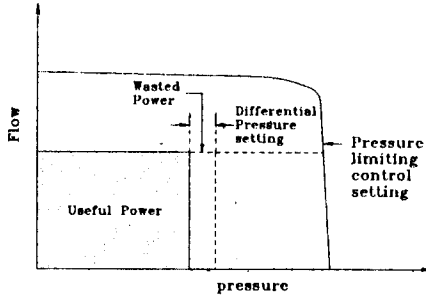 Wasted
Power
Differential
Pressure
setting
Flow
Pressure
limiting
control
setting
Useful Power
pressure